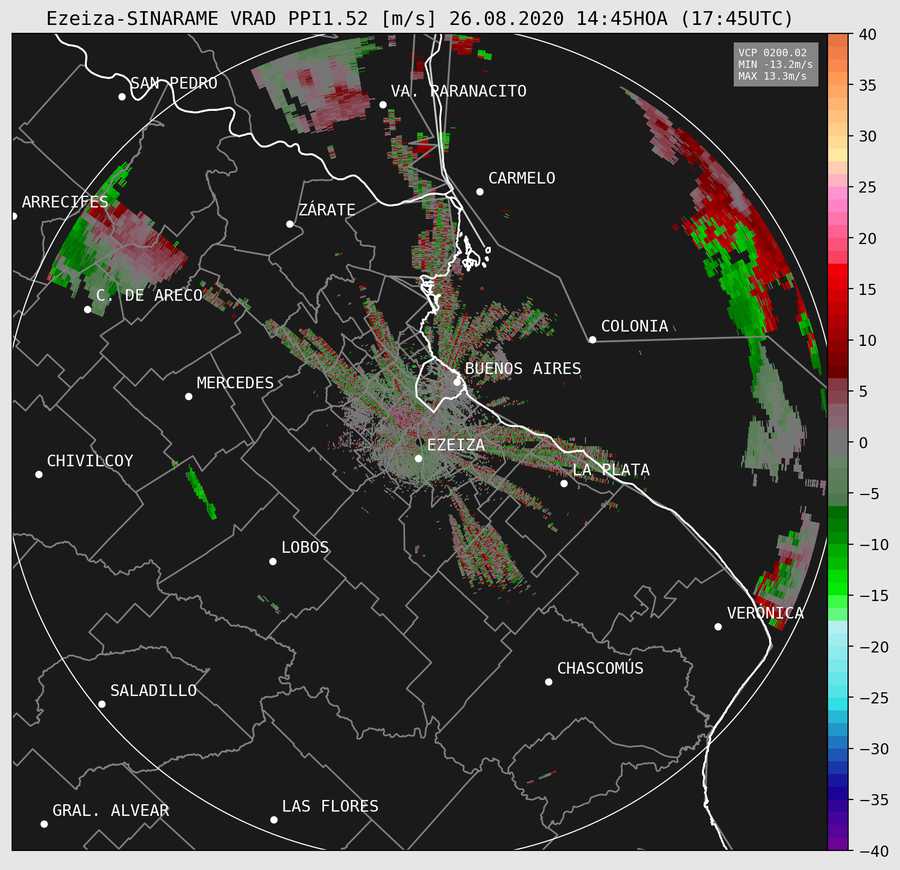 Ezeiza-SINARAME VRAD PPI1.52 [m/s] 26.08.2020 14:45HOA (17:45UTC)
VCP 0200.02
MIN -13.2m/s
MAX 13.3m/s
SAN PEDRO
VA. PARANACITO
CARMELO
ARRECIFES
ZÁRATE
C. DE ARECO
COLONIA
BUENOS AIRES
MERCEDES
EZEIZA
CHIVILCOY
LA PLATA
LOBOS
VERÓNICA
CHASCOMÚS
SALADILLO
LAS FLORES
GRAL. ALVEAR
40
35
30
25
20
15
10
5
0
−5
−10
−15
−20
−25
−30
−35
−40